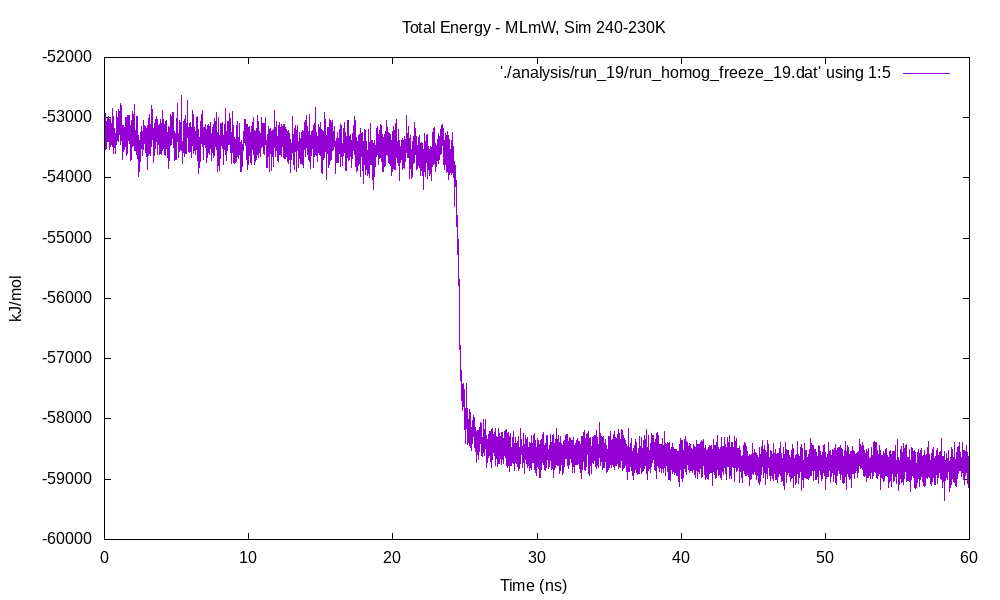 Total Energy - MLmW, Sim 240-230K
'./analysis/run_19/run_homog_freeze_19.dat' using 1:5
-52000
-53000
-54000
-55000
-56000
-57000
-58000
-59000
-60000
kJ/mol
0 10 20 30 40 50 60
Time (ns)